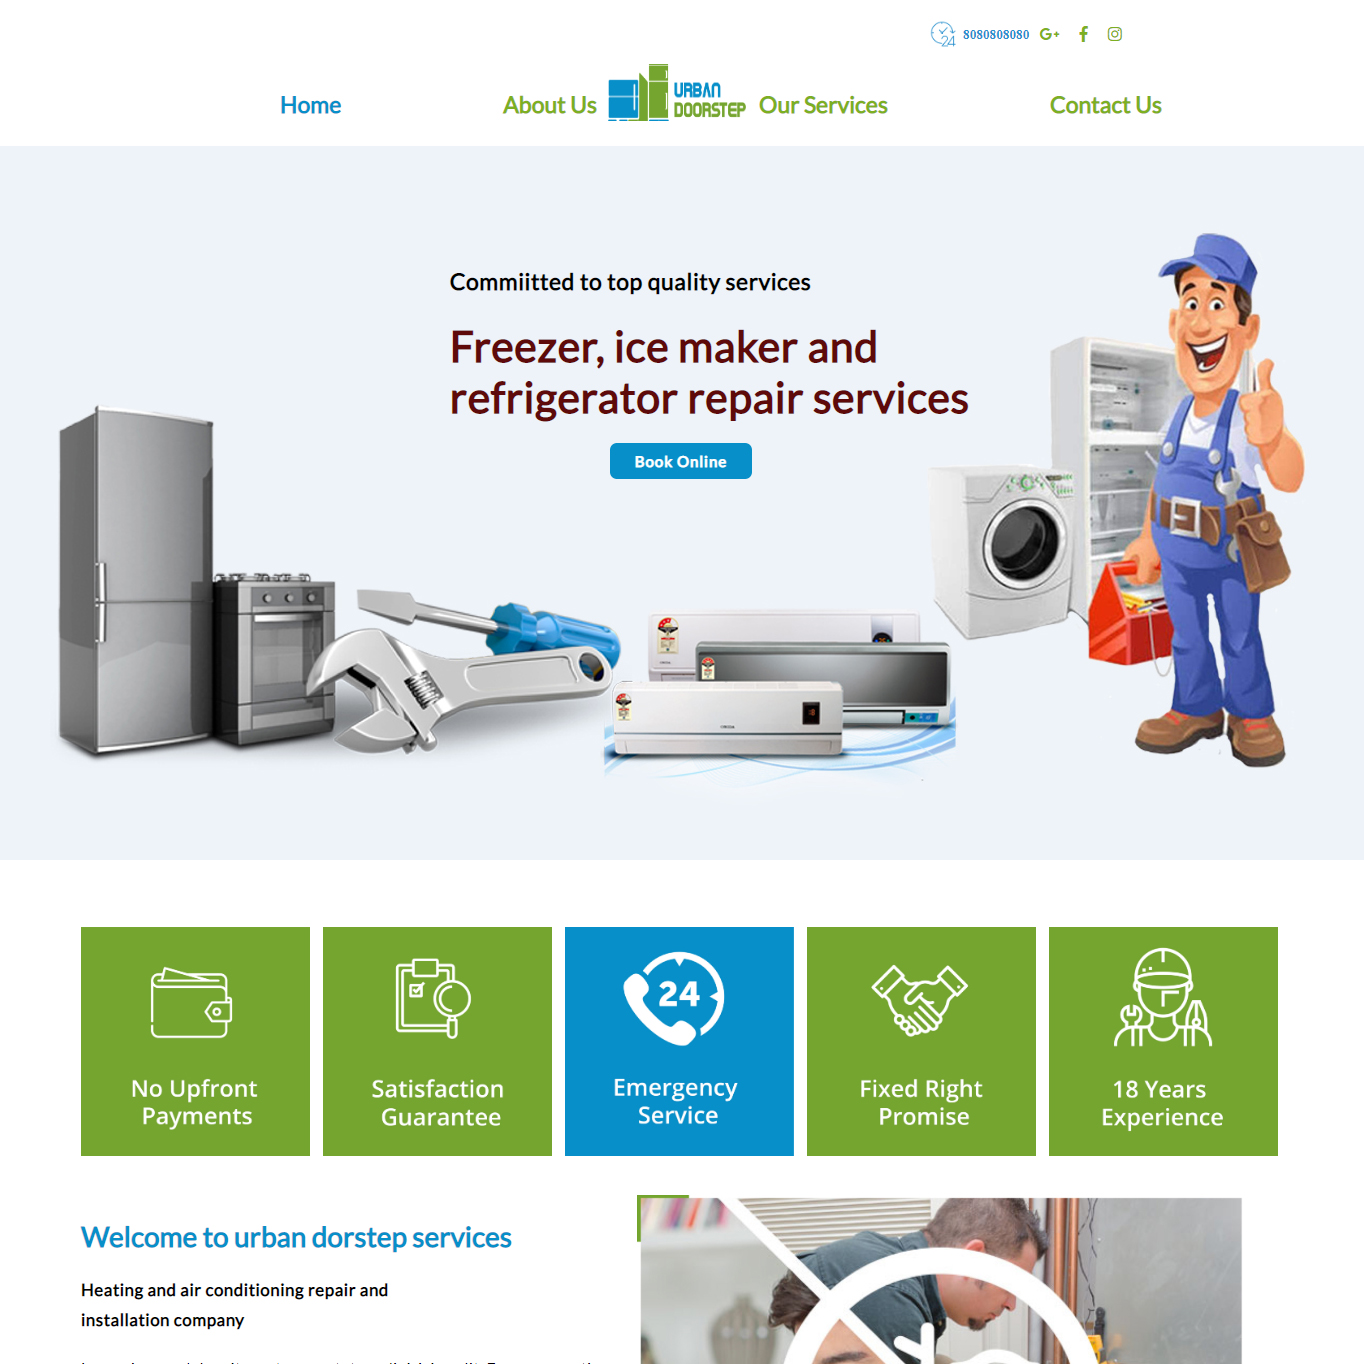 24 8080808080 G+
Home
About Us
URBAN
DOORSTEP
Our Services
Contact Us
Commiitted to top quality services
Freezer, ice maker and
refrigerator repair services
Book Online
No Upfront
Payments
Satisfaction
Guarantee
24
Emergency
Service
Fixed Right
Promise
18 Years
Experience
Welcome to urban dorstep services
Heating and air conditioning repair and
installation company